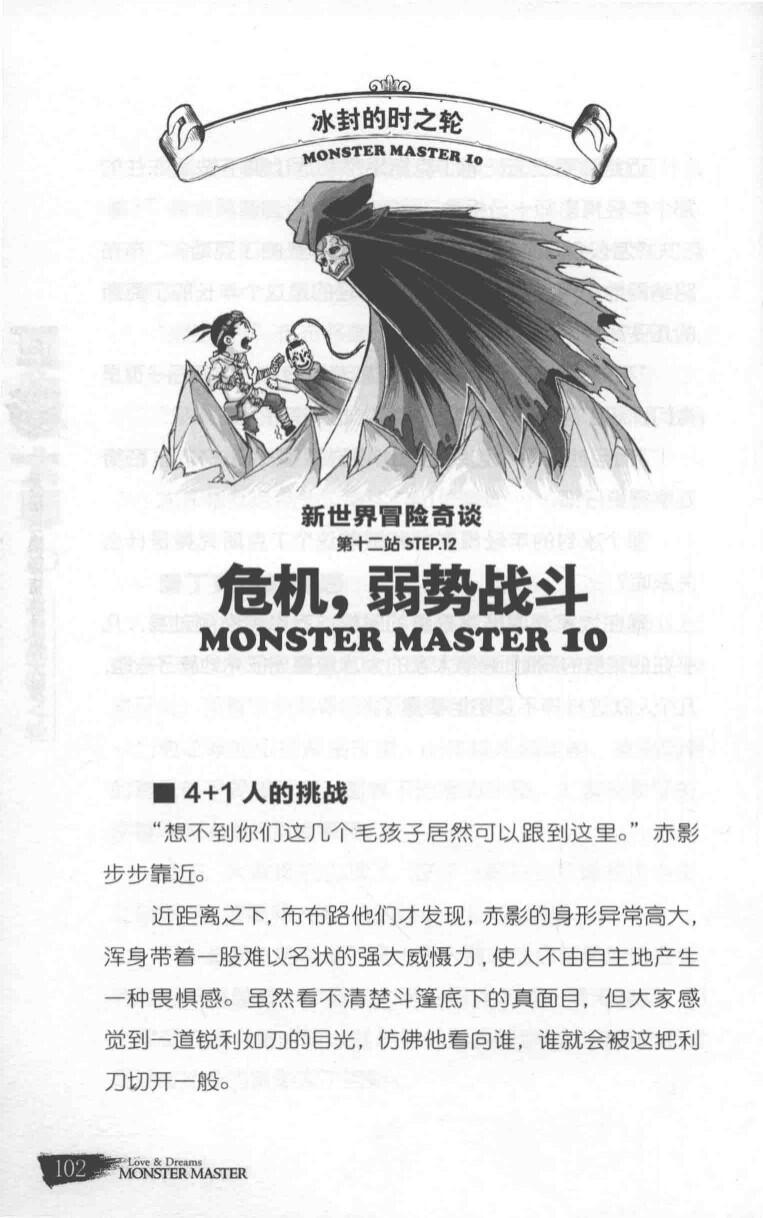 冰封的时之轮
MONSTER MASTER 10
新世界冒险奇谈
第十二站 STEP.12
危机，弱势战斗
MONSTER MASTER 10
■ 4+1 人的挑战
“想不到你们这几个毛孩子居然可以跟到这里。”赤影
步步靠近。
近距离之下，布布路他们才发现，赤影的身形异常高大，
浑身带着一股难以名状的强大威慑力，使人不由自主地产生
一种畏惧感。虽然看不清楚斗篷底下的真面目，但大家感
觉到一道锐利如刀的目光，仿佛他看向谁，谁就会被这把利
刀切开一般。
102
Love & Dreams
MONSTER MASTER